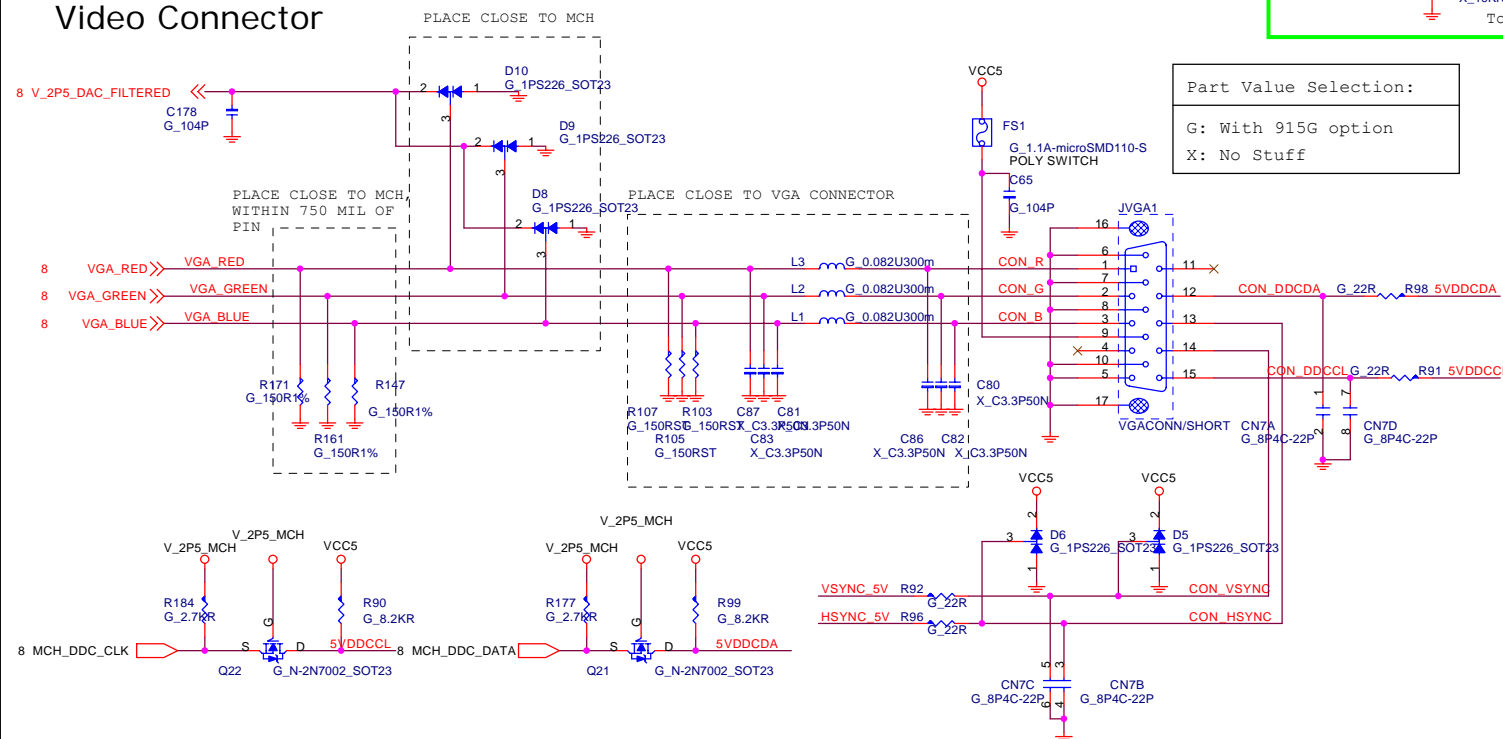 Video Connector
PLACE CLOSE TO MCH
To
8 V_2P5_DAC_FILTERED
C178
G_104P
2
1
3
D10
G_1PS226_SOT23
2
1
3
D9
G_1PS226_SOT23
2
1
3
D8
G_1PS226_SOT23
VCC5
FS1
G_1.1A-microSMD110-S
POLY SWITCH
C65
G_104P
Part Value Selection:
G: With 915G option
X: No Stuff
PLACE CLOSE TO MCH,
WITHIN 750 MIL OF
PIN
PLACE CLOSE TO VGA CONNECTOR
JVGA1
16
6
1
7
2
8
3
9
4
10
5
17
11
12
13
14
15
VGACONN/SHORT
8 VGA_RED
VGA_RED
L3
G_0.082U300m
CON_R
8 VGA_GREEN
VGA_GREEN
L2
G_0.082U300m
CON_G
8 VGA_BLUE
VGA_BLUE
L1
G_0.082U300m
CON_B
CON_DDCDA
G_22R
R98
5VDDCDA
CON_DDCCL
G_22R
R91
R171
G_150R1%
R147
G_150R1%
R161
G_150R1%
R107
G_150RST
R103
G_150RST
R105
G_150RST
C87
X_C3.3P50N
C81
X_C3.3P50N
C83
X_C3.3P50N
C80
X_C3.3P50N
C86
X_C3.3P50N
C82
X_C3.3P50N
1
2
CN7A
G_8P4C-22P
7
8
CN7D
G_8P4C-22P
V_2P5_MCH
V_2P5_MCH
VCC5
R184
G_2.7KR
R90
G_8.2KR
8 MCH_DDC_CLK
S
G
D
5VDDCCL
Q22
G_N-2N7002_SOT23
V_2P5_MCH
V_2P5_MCH
VCC5
R177
G_2.7KR
R99
G_8.2KR
8 MCH_DDC_DATA
S
G
D
5VDDCDA
Q21
G_N-2N7002_SOT23
VCC5
2
3
1
D6
G_1PS226_SOT23
VCC5
2
3
1
D5
G_1PS226_SOT23
VSYNC_5V
R92
G_22R
CON_VSYNC
HSYNC_5V
R96
G_22R
CON_HSYNC
5
3
6
4
CN7C
G_8P4C-22P
CN7B
G_8P4C-22P